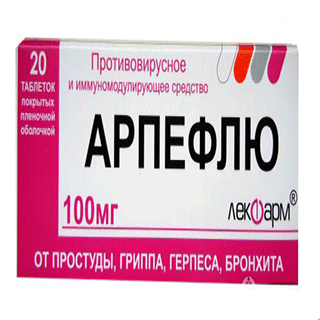 20
ТАБЛЕТОК
ПОКРЫТЫХ
ПЛЕНОЧНОЙ
ОБОЛОЧКОЙ
Противовирусное
и иммуномодулирующее средство
АРПЕФЛЮ
100мг
лекфарм®
ОТ ПРОСТУДЫ, ГРИППА, ГЕРПЕСА, БРОНХИТА